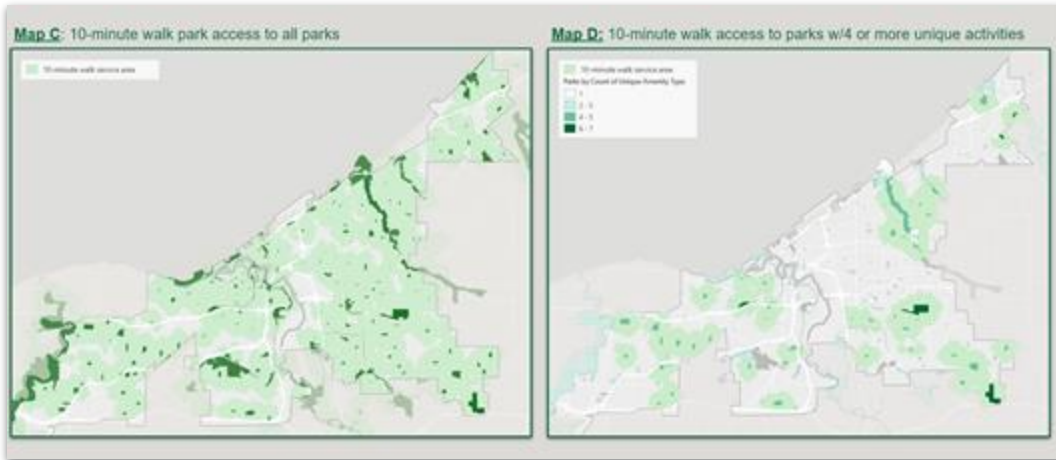 Map C: 10-minute walk park access to all parks
10-minute walk service area
Map D: 10-minute walk access to parks w/4 or more unique activities
10-minute walk service area
Parks by Count of Unique Amenity Type
1
2 - 3
4 - 5
6 - 7